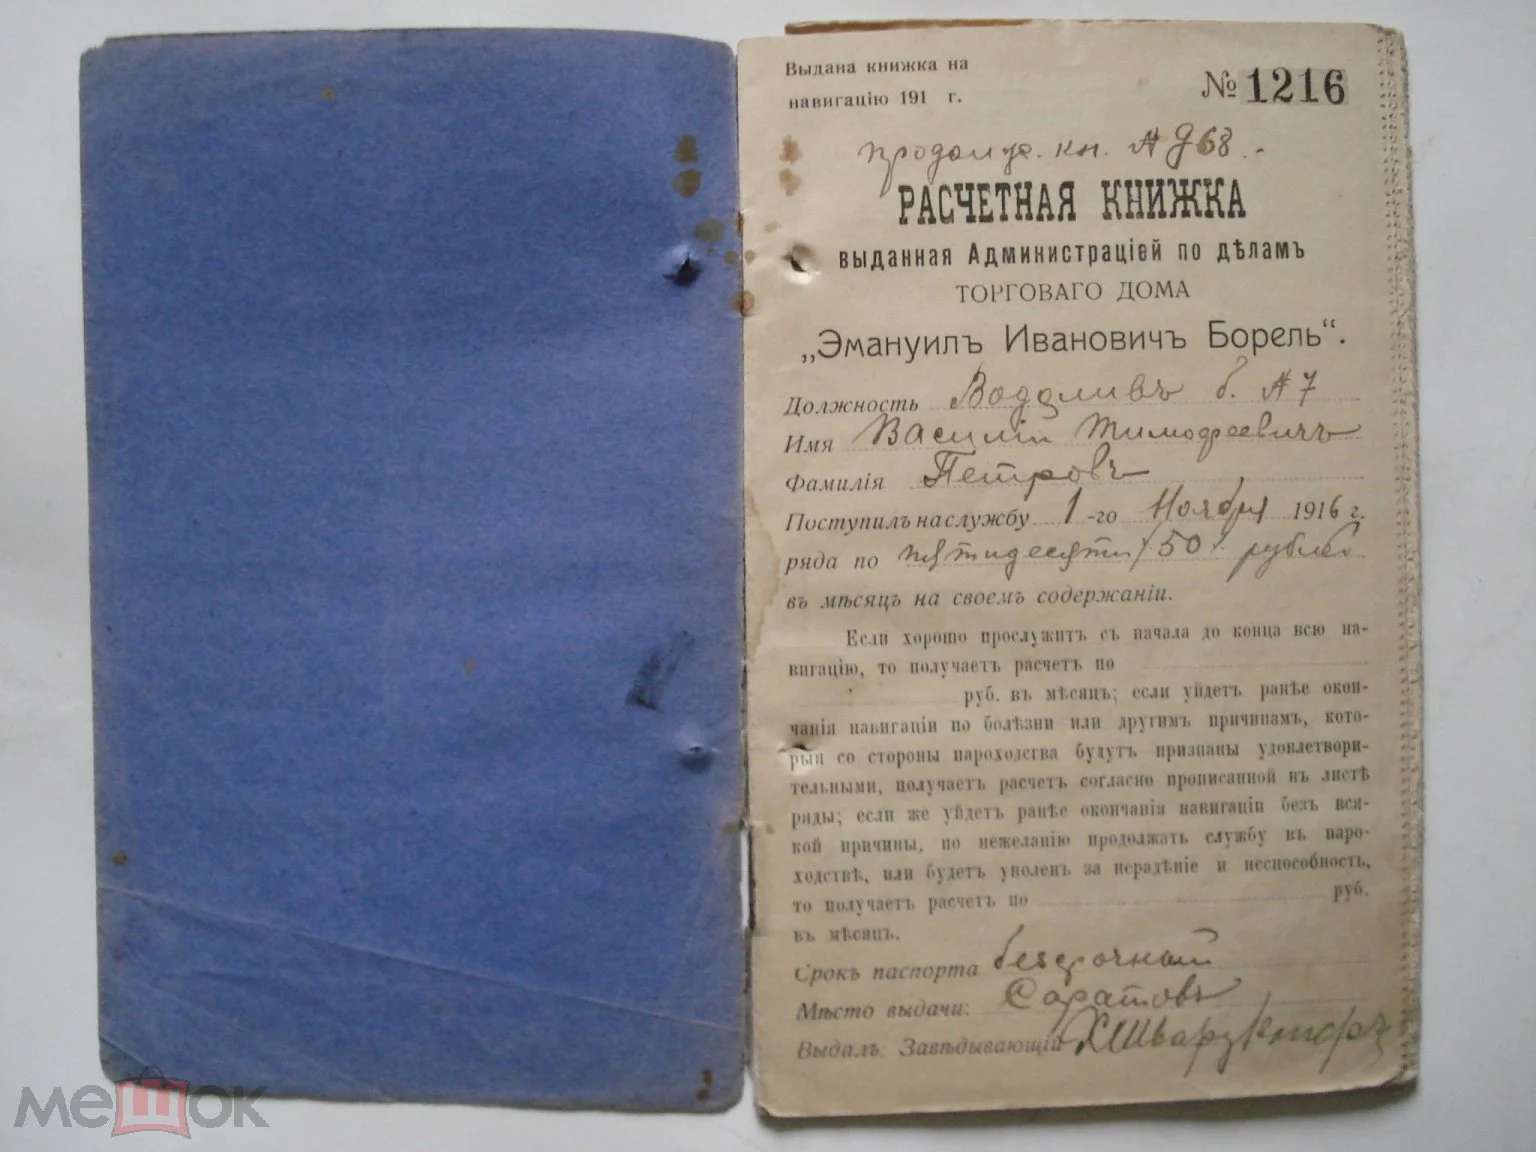 Выдана книжка на
навигацію 191 г.
№ 1216
продолж. кн. № 968.
РАСЧЕТНАЯ КНИЖКА
выданная Администраціей по дѣламъ
ТОРГОВАГО ДОМА
„Эмануилъ Ивановичъ Борель“.
Должность Водоливъ б. № 7
Имя Василій Тимофеевичъ
Фамилія Петровъ
Поступилъ на службу 1-го Ноября 1916 г.
ряда по пятидесяти /50/ рублей
въ мѣсяцъ на своемъ содержаніи.
Если хорошо прослужитъ съ начала до конца всю на-
вигацію, то получаетъ расчетъ по
руб. въ мѣсяцъ; если уйдетъ ранѣе окон-
чанія навигаціи по болѣзни или другимъ причинамъ, кото-
рыя со стороны пароходства будутъ признаны удовлетвори-
тельными, получаетъ расчетъ согласно прописанной въ листѣ
ряды; если же уйдетъ ранѣе окончанія навигаціи безъ вся-
кой причины, по нежеланію продолжать службу въ паро-
ходствѣ, или будетъ уволенъ за нерадѣніе и неспособность,
то получаетъ расчетъ по руб.
въ мѣсяцъ.
Срокъ паспорта безсрочный
Мѣсто выдачи: Саратовъ
Выдалъ Завѣдывающій
мешок